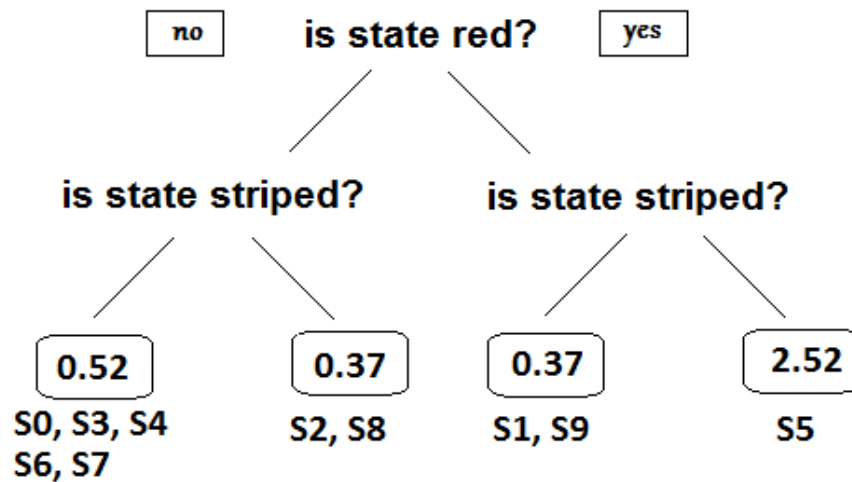 no is state red? yes
is state striped? is state striped?
0.52 0.37 0.37 2.52
S0, S3, S4 S2, S8 S1, S9 S5
S6, S7